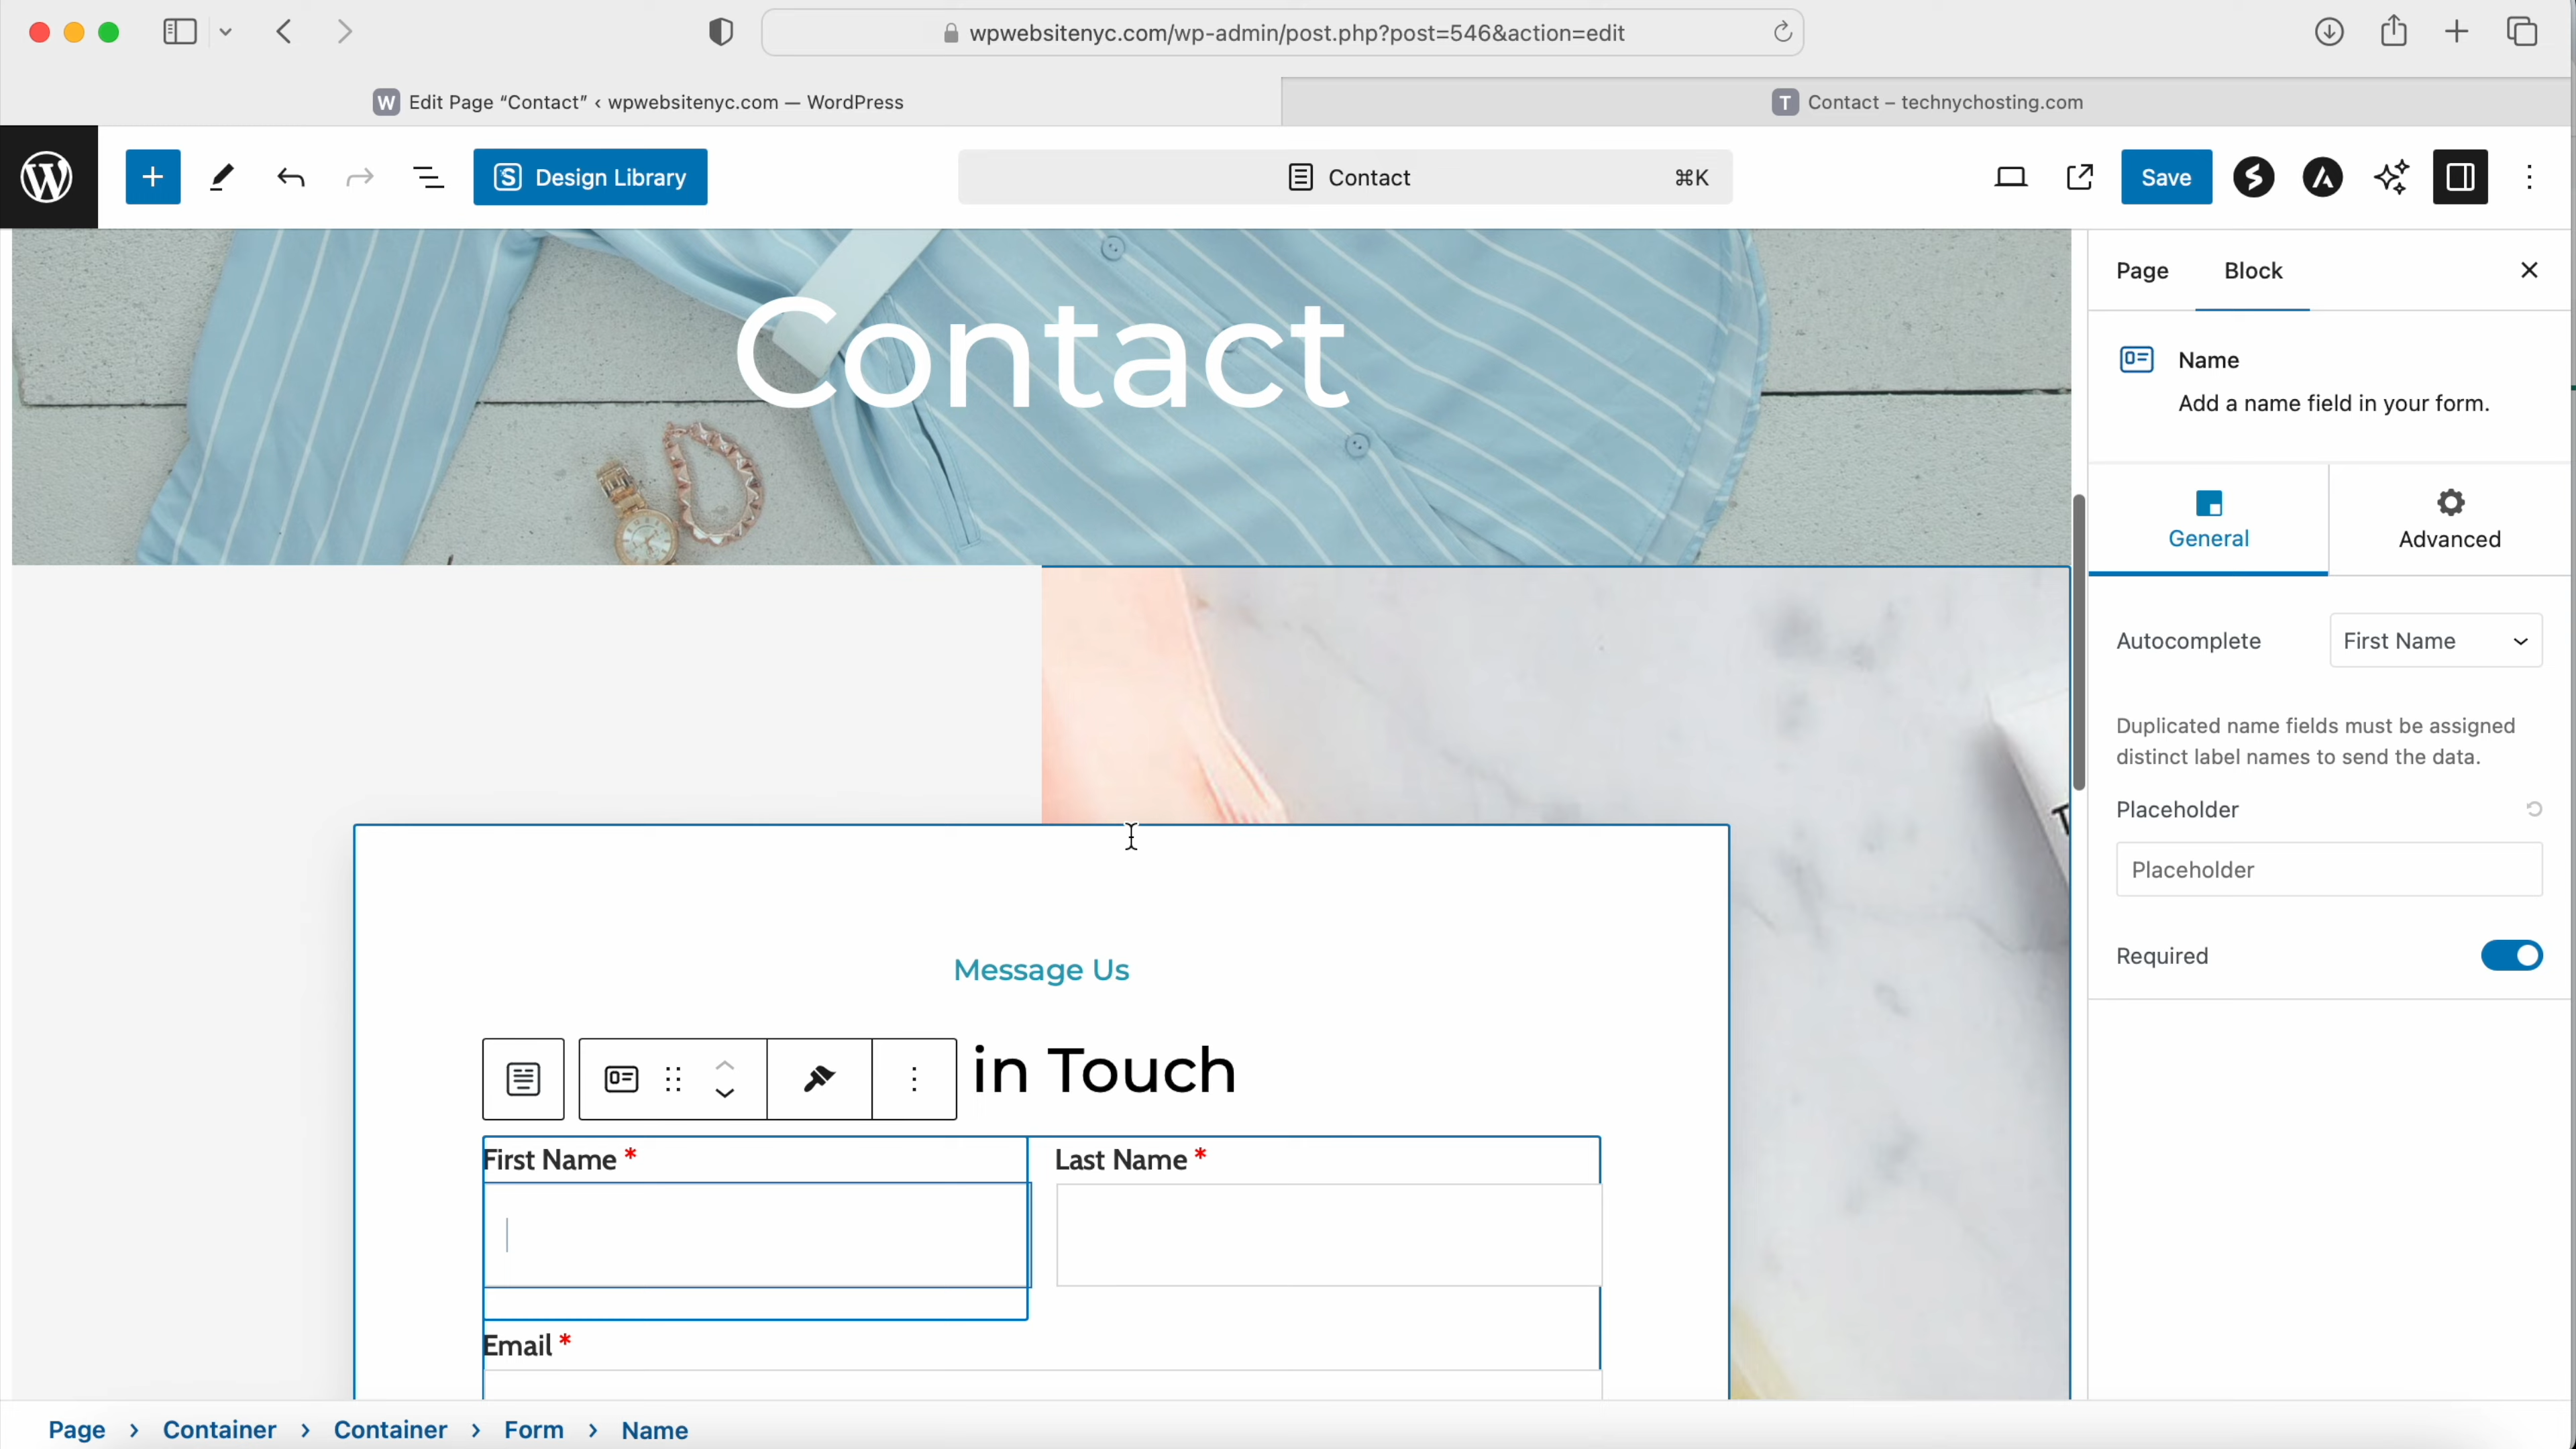 wpwebsitenyc.com/wp-admin/post.php?post=546&action=edit
W Edit Page “Contact” ‹ wpwebsitenyc.com — WordPress
T Contact – technychosting.com
Design Library
Contact
⌘K
Save
Contact
Page
Block
Name
Add a name field in your form.
General
Advanced
Autocomplete
First Name
Duplicated name fields must be assigned
distinct label names to send the data.
Placeholder
Placeholder
Required
Message Us
in Touch
First Name *
Last Name *
Email *
Page › Container › Container › Form › Name